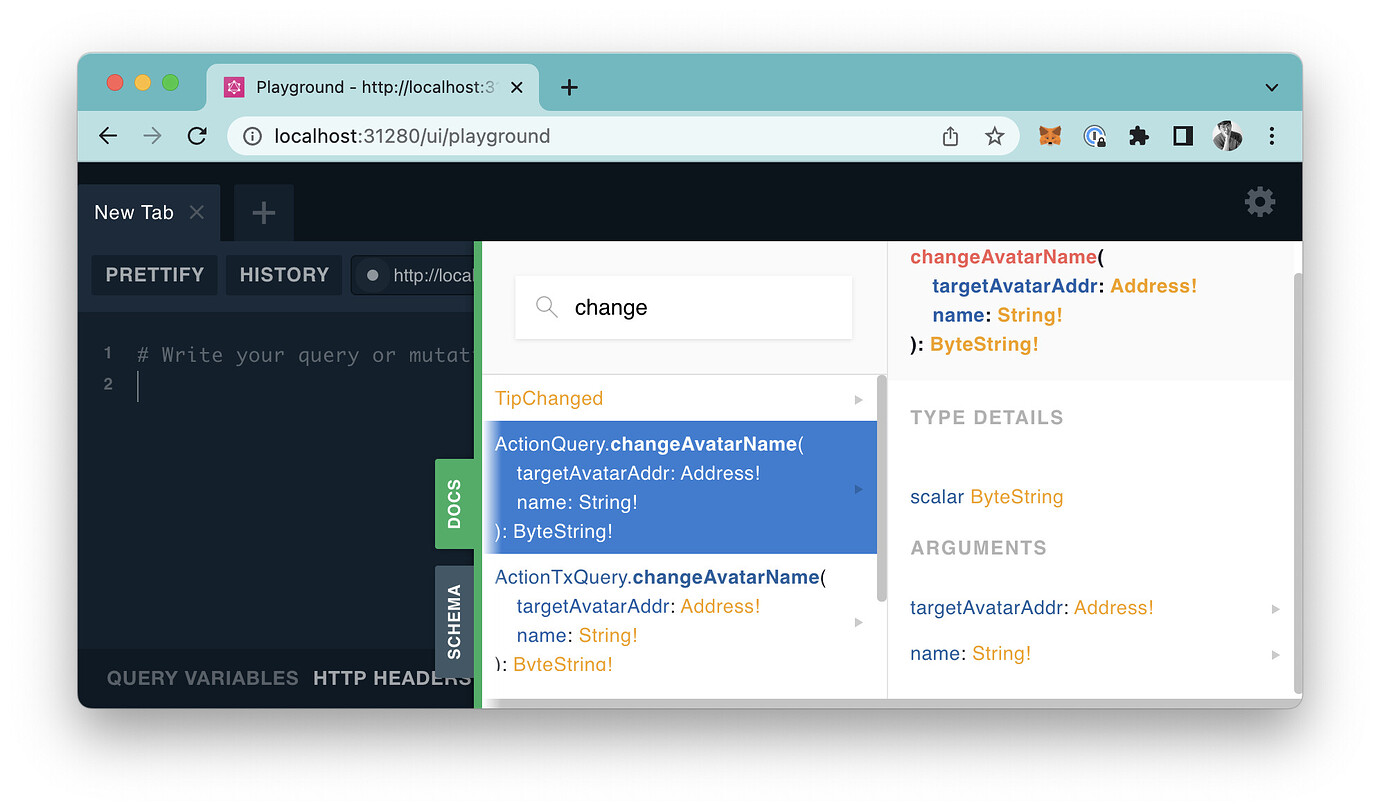 Playground - http://localhost:3
localhost:31280/ui/playground
New Tab
PRETTIFY
HISTORY
http://loca
1
# Write your query or mutat
2
DOCS
SCHEMA
QUERY VARIABLES
HTTP HEADERS
change
TipChanged
ActionQuery.changeAvatarName(
targetAvatarAddr: Address!
name: String!
): ByteString!
ActionTxQuery.changeAvatarName(
targetAvatarAddr: Address!
name: String!
): ByteString!
changeAvatarName(
targetAvatarAddr: Address!
name: String!
): ByteString!
TYPE DETAILS
scalar ByteString
ARGUMENTS
targetAvatarAddr: Address!
name: String!